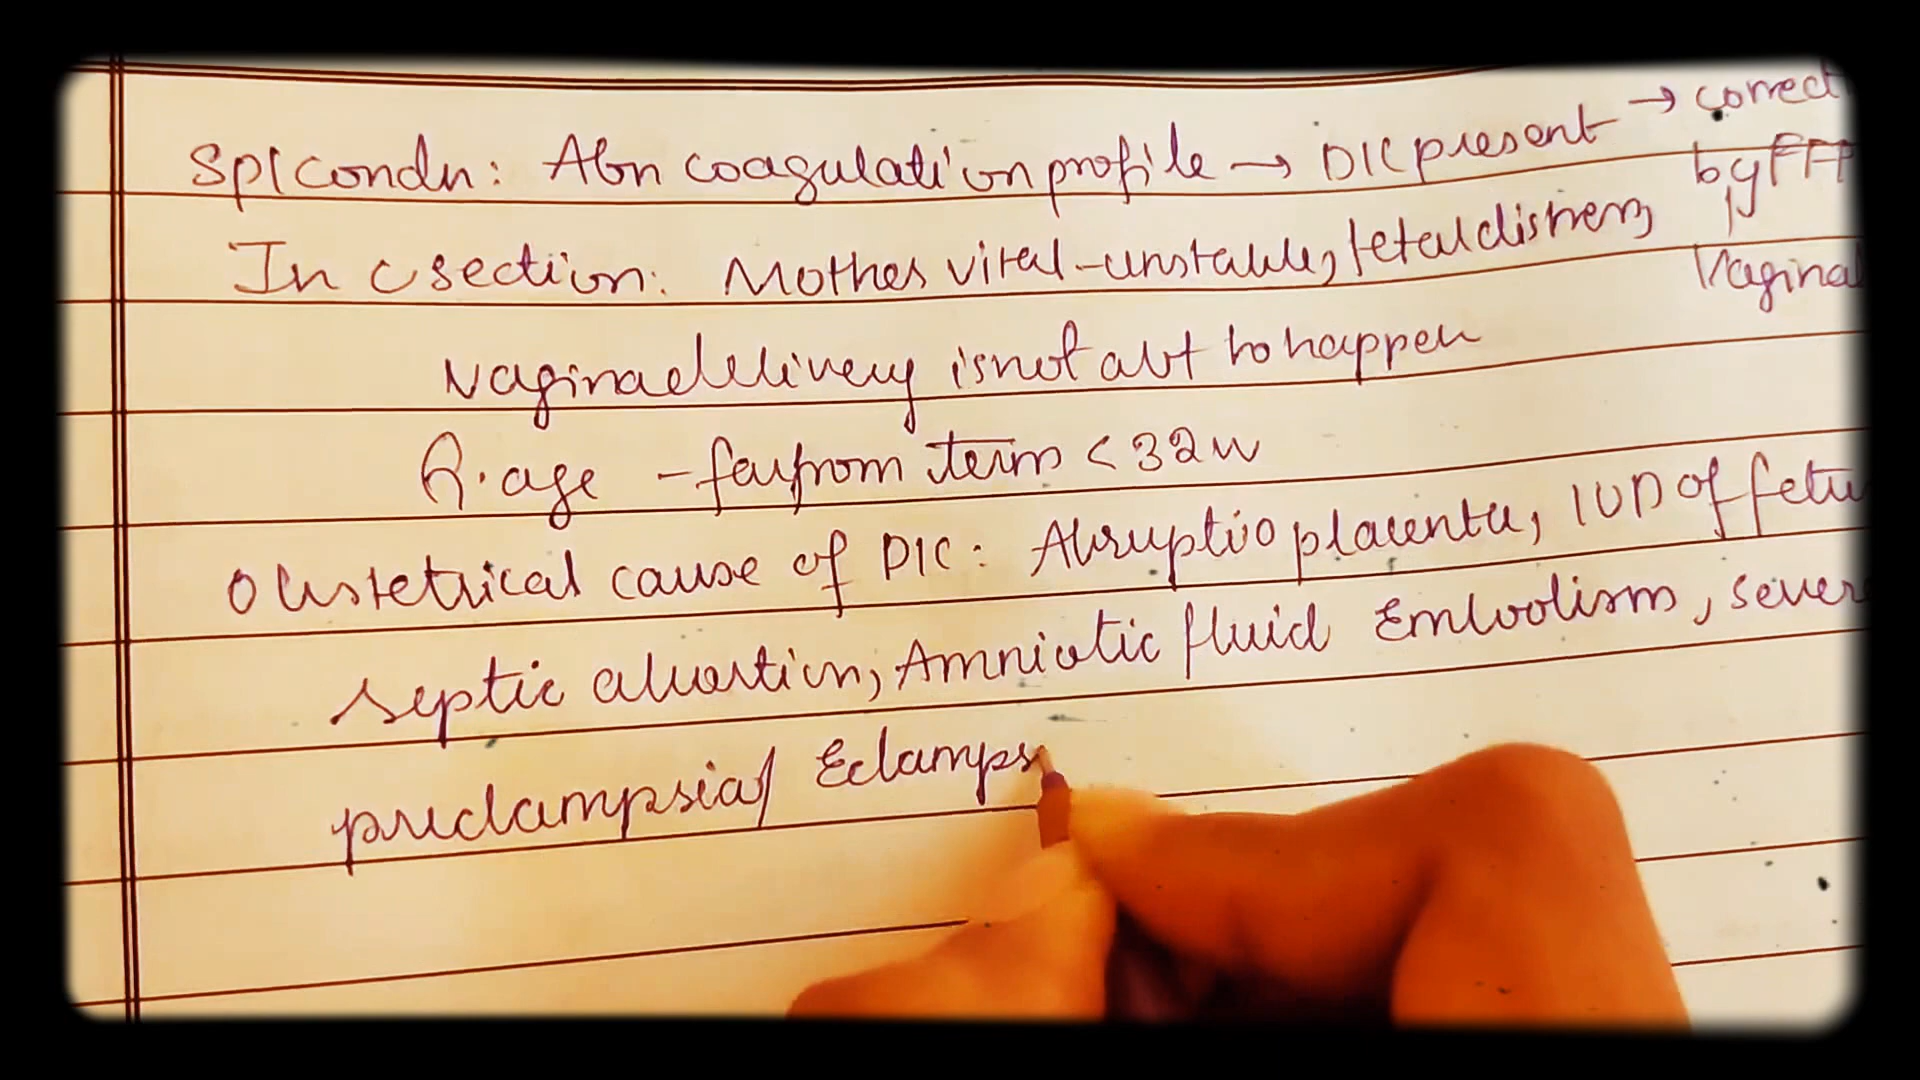 Spl condn: Abn coagulation profile → DIC present → correct
by FFP
In c section: Mothes vital - unstable, fetal distress,
Vaginal
Vaginal delivery is not abt to happen
G. age - far from term < 32 w
Obstetrical cause of DIC: Abruptio placenta, IUD of fetu
septic abortion, Amniotic fluid Embolism, sever
preclampsia/ Eclamps